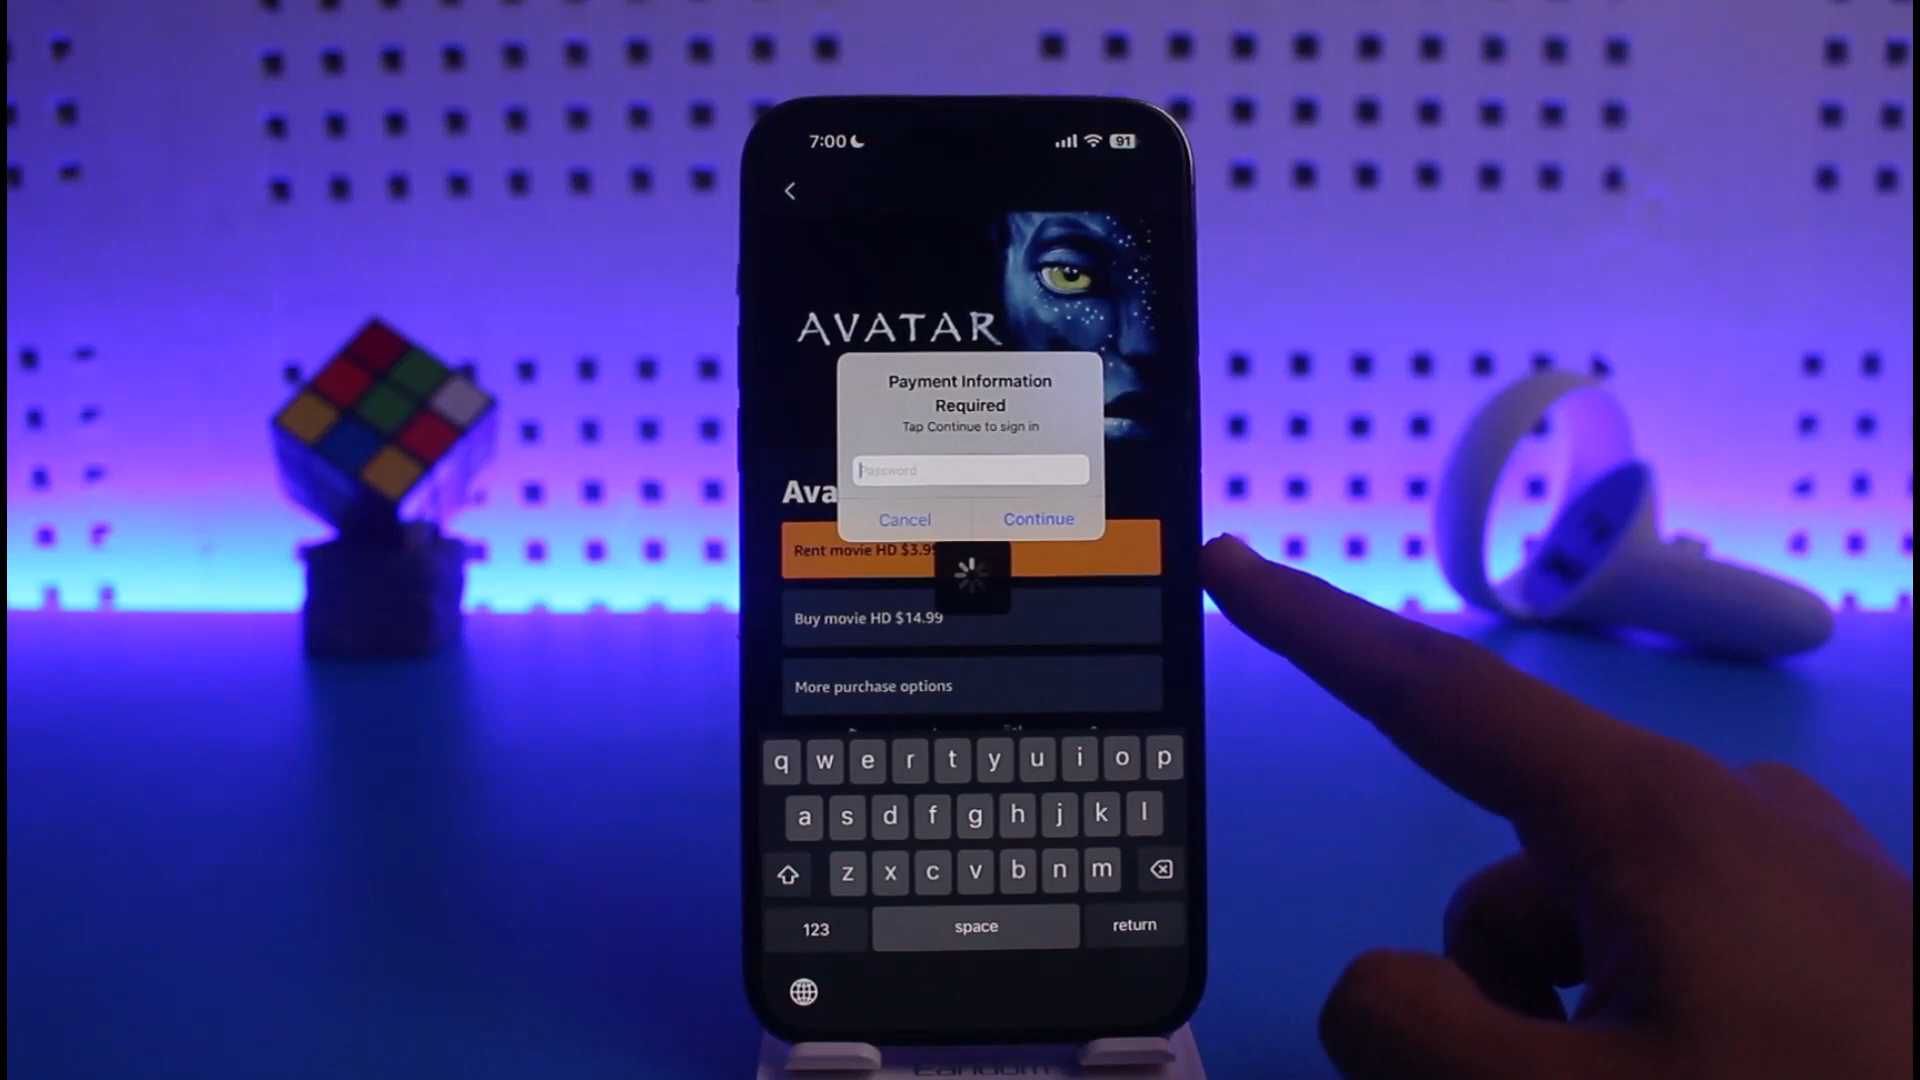 7:00
91
AVATAR
Payment Information
Required
Tap Continue to sign in
Password
Ava
Cancel
Continue
Rent movie HD $3.99
Buy movie HD $14.99
More purchase options
q w e r t y u i o p
a s d f g h j k l
z x c v b n m
123
space
return